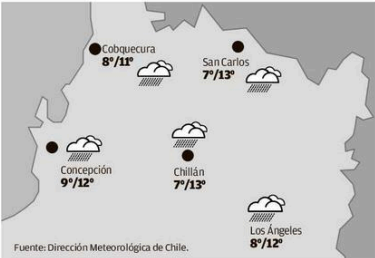 Cobquecura
8°/11°
San Carlos
7°/13°
Concepción
9°/12°
Chillán
7°/13°
Los Ángeles
8°/12°
Fuente: Dirección Meteorológica de Chile.